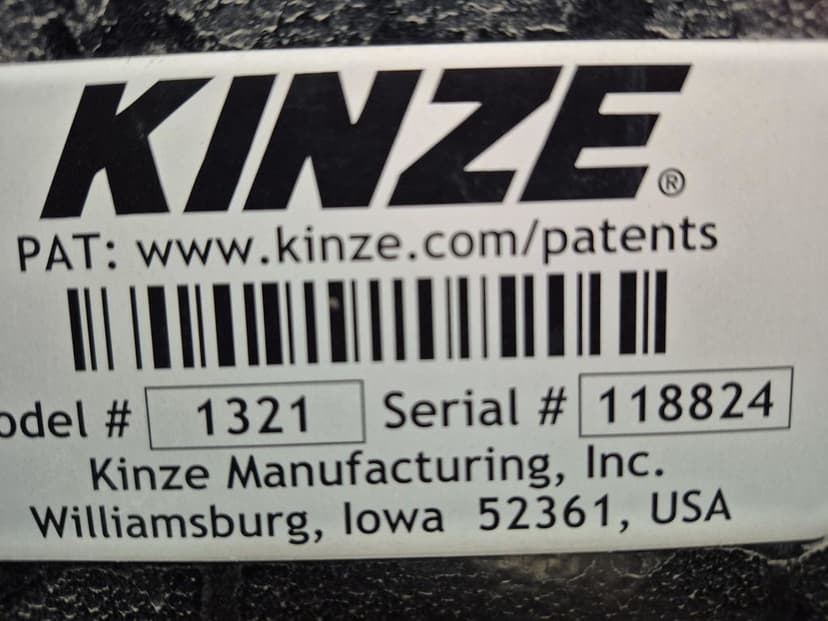 KINZE®
PAT: www.kinze.com/patents
odel # 1321 Serial # 118824
Kinze Manufacturing, Inc.
Williamsburg, Iowa 52361, USA